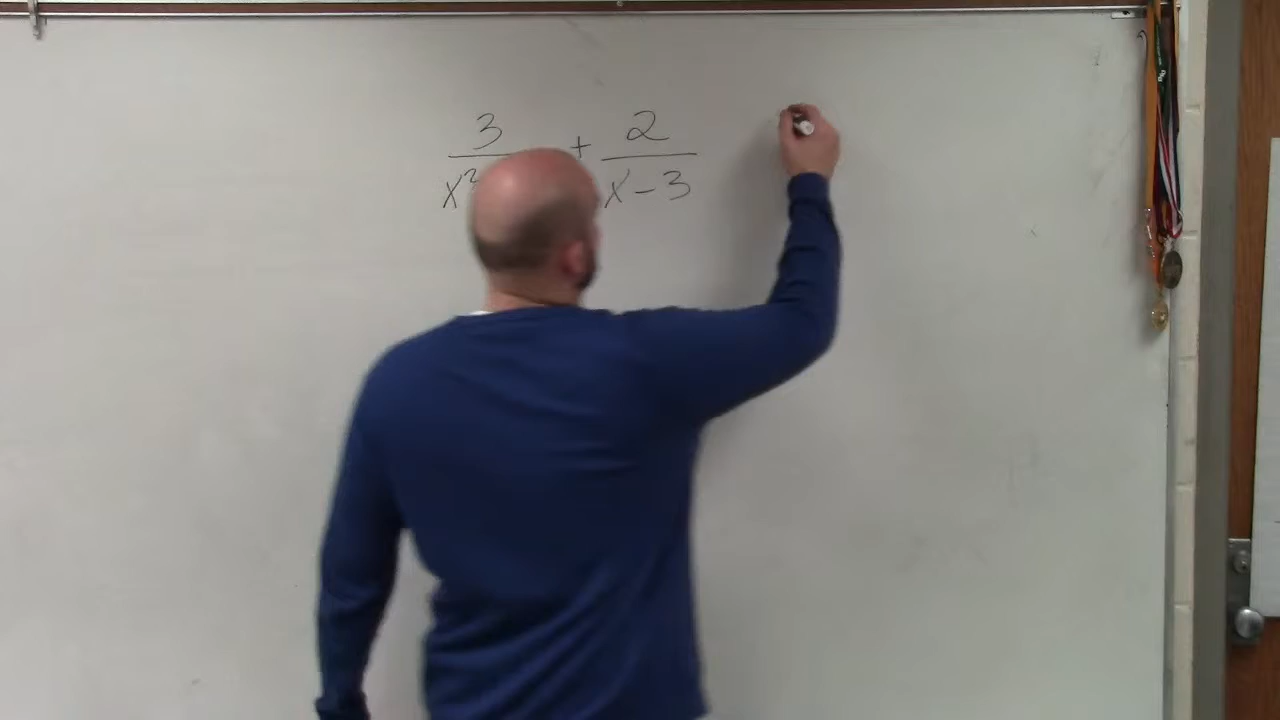 3 + 2
x² x - 3